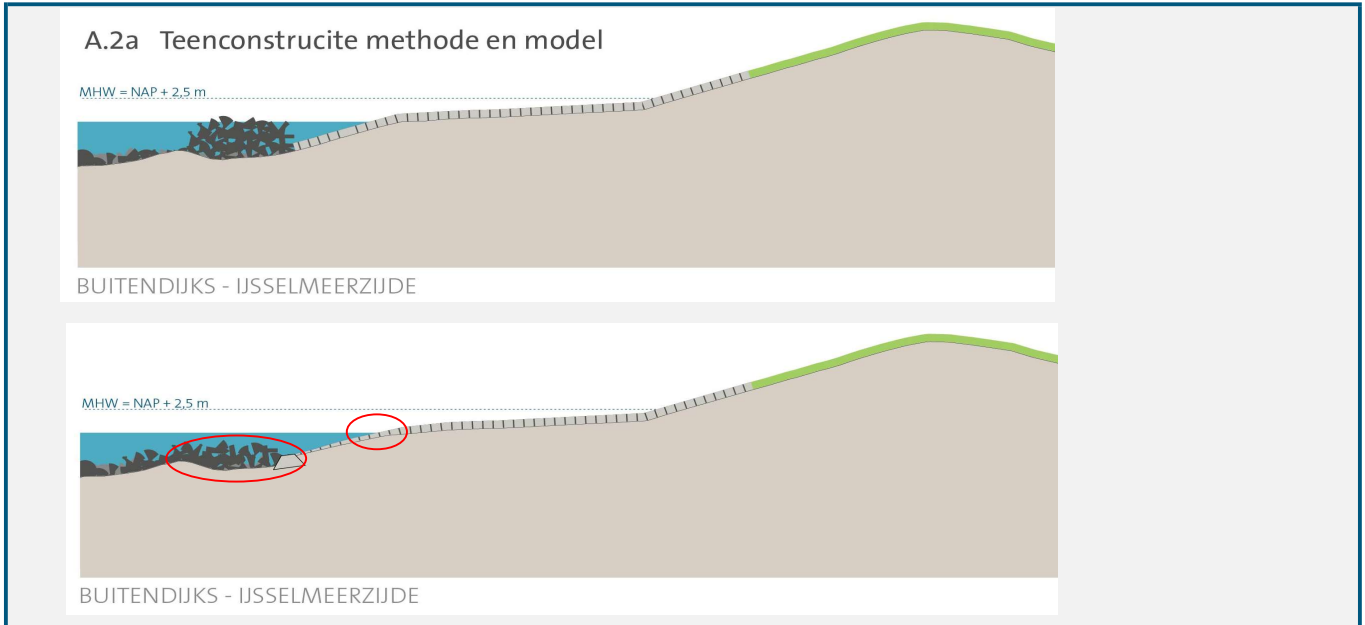 A.2a Teenconstrucite methode en model
MHW = NAP + 2,5 m
BUITENDIJKS - IJSSELMEERZIJDE
MHW = NAP + 2,5 m
BUITENDIJKS - IJSSELMEERZIJDE